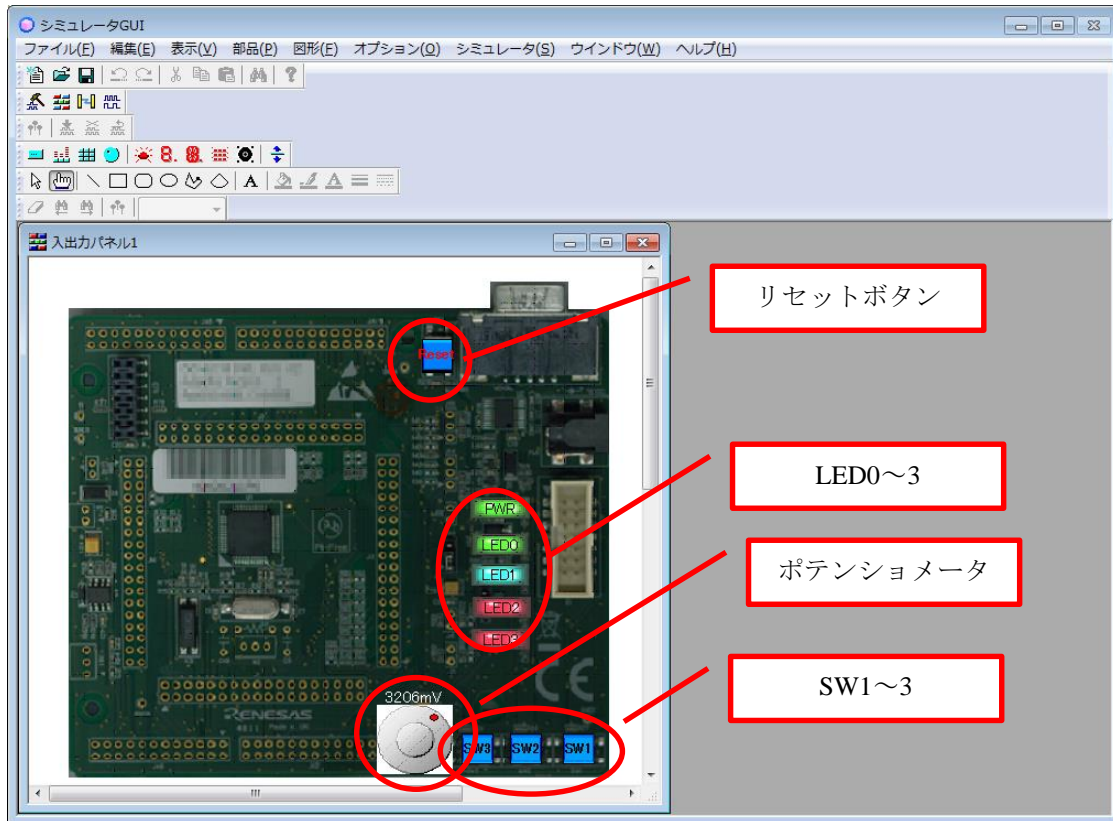 シミュレータGUI
ファイル(F) 編集(E) 表示(V) 部品(P) 図形(F) オプション(O) シミュレータ(S) ウインドウ(W) ヘルプ(H)
入出力パネル1
リセットボタン
Reset
LED0～3
PWR
LED0
LED1
ポテンショメータ
LED2
LED3
SW1～3
3206mV
RENESAS
SW3 SW2 SW1